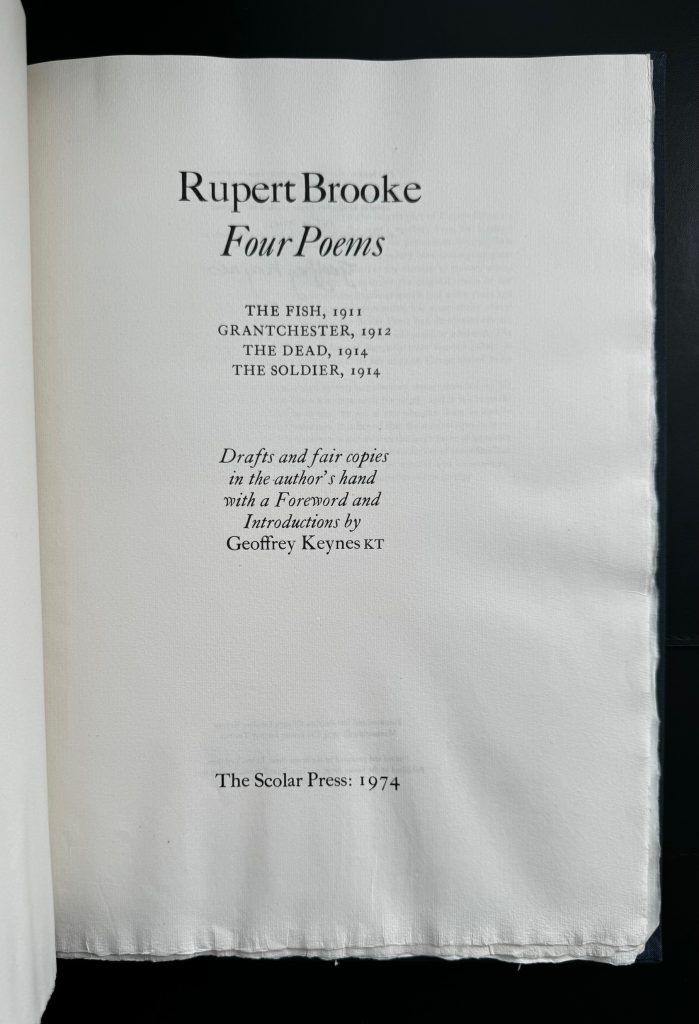 Rupert Brooke
Four Poems
THE FISH, 1911
GRANTCHESTER, 1912
THE DEAD, 1914
THE SOLDIER, 1914
Drafts and fair copies
in the author's hand
with a Foreword and
Introductions by
Geoffrey Keynes KT
The Scolar Press: 1974